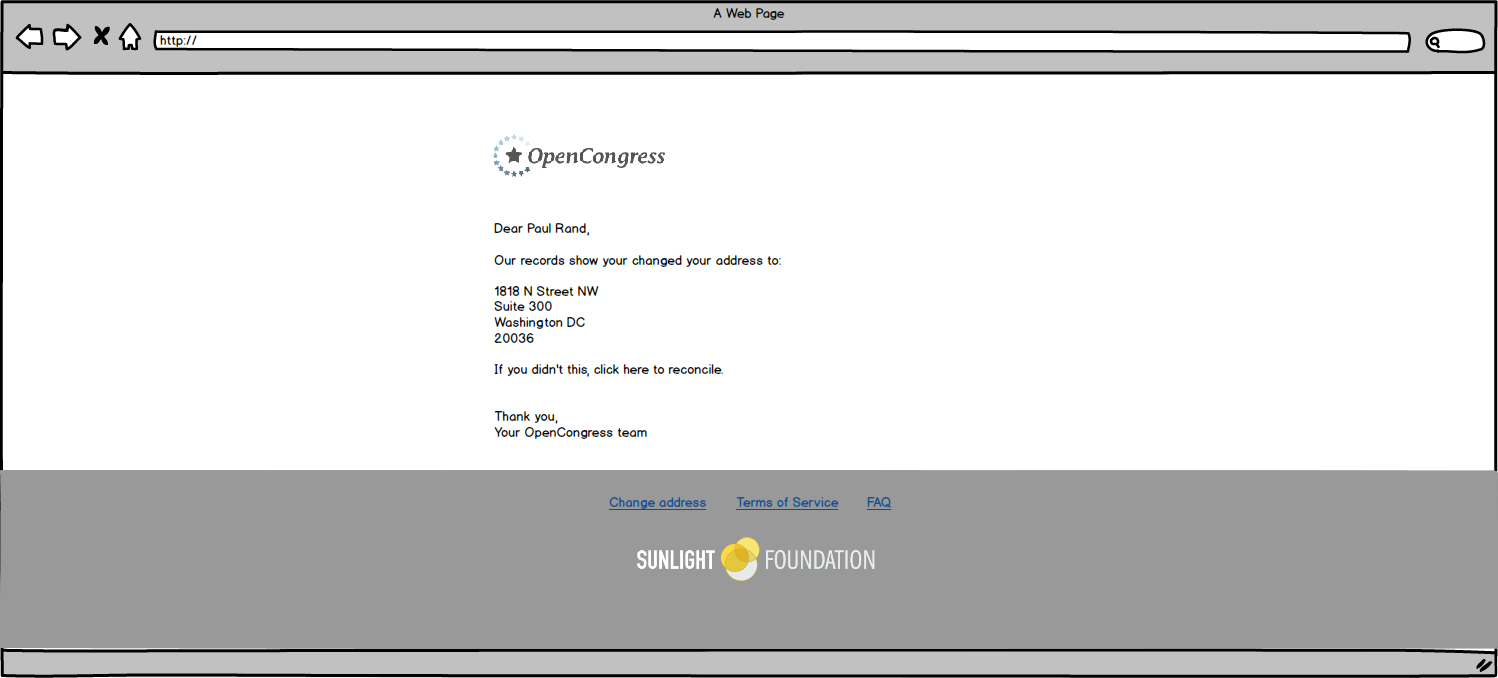 A Web Page
http://
OpenCongress
Dear Paul Rand,
Our records show your changed your address to:
1818 N Street NW
Suite 300
Washington DC
20036
If you didn't this, click here to reconcile.
Thank you,
Your OpenCongress team
Change address Terms of Service FAQ
SUNLIGHT FOUNDATION